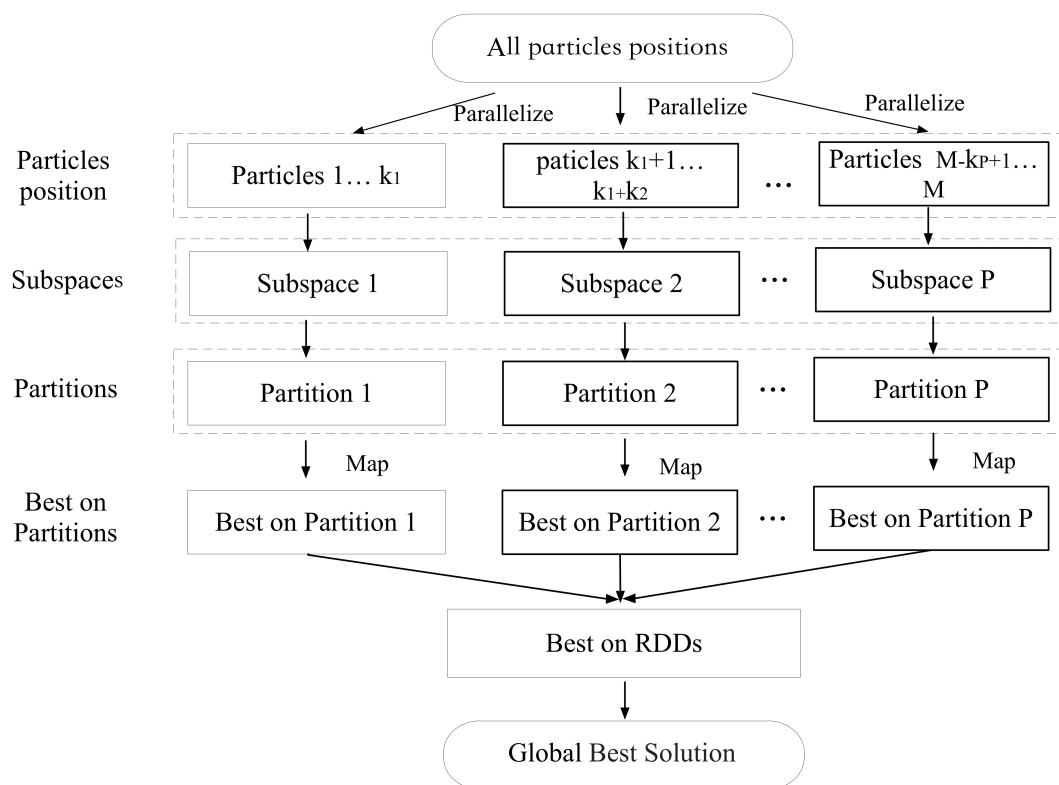 All particles positions
Parallelize
Parallelize
Parallelize
Particles
position
Particles 1… k1
paticles k1+1…
k1+k2
…
Particles M-kP+1…
M
Subspaces
Subspace 1
Subspace 2
…
Subspace P
Partitions
Partition 1
Partition 2
…
Partition P
Map
Map
Map
Best on
Partitions
Best on Partition 1
Best on Partition 2
…
Best on Partition P
Best on RDDs
Global Best Solution